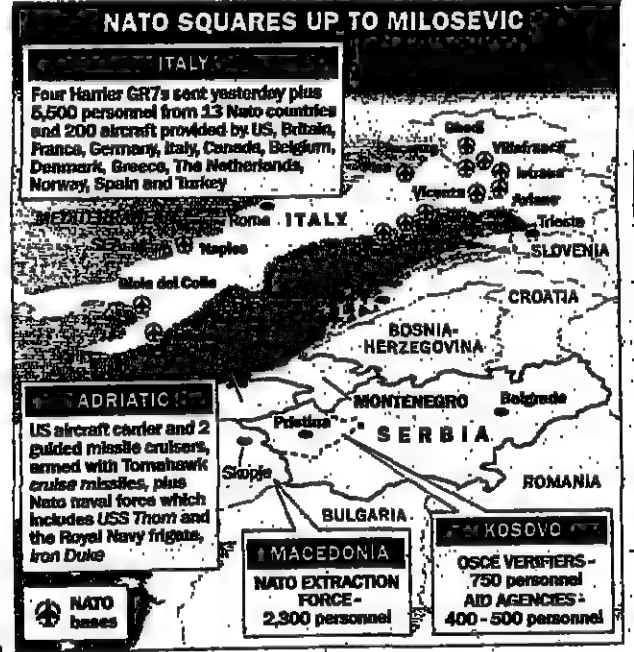 NATO SQUARES UP TO MILOSEVIC
ITALY
Four Harrier GR7s sent yesterday plus
5,500 personnel from 13 Nato countries
and 200 aircraft provided by US, Britain,
France, Germany, Italy, Canada, Belgium,
Denmark, Greece, The Netherlands,
Norway, Spain and Turkey
Ghedi
Villafranca
Istrana
Vicenza
Aviano
Trieste
MEDITERRANEAN
SEA
Rome
ITALY
Naples
SLOVENIA
Gioia del Colle
CROATIA
BOSNIA-
HERZEGOVINA
MONTENEGRO
Belgrade
Pristina
SERBIA
Skopje
ROMANIA
BULGARIA
ADRIATIC
US aircraft carrier and 2
guided missile cruisers,
armed with Tomahawk
cruise missiles, plus
Nato naval force which
includes USS Thorn and
the Royal Navy frigate,
Iron Duke
NATO
bases
MACEDONIA
NATO EXTRACTION
FORCE -
2,300 personnel
KOSOVO
OSCE VERIFIERS -
750 personnel
AID AGENCIES -
400 - 500 personnel